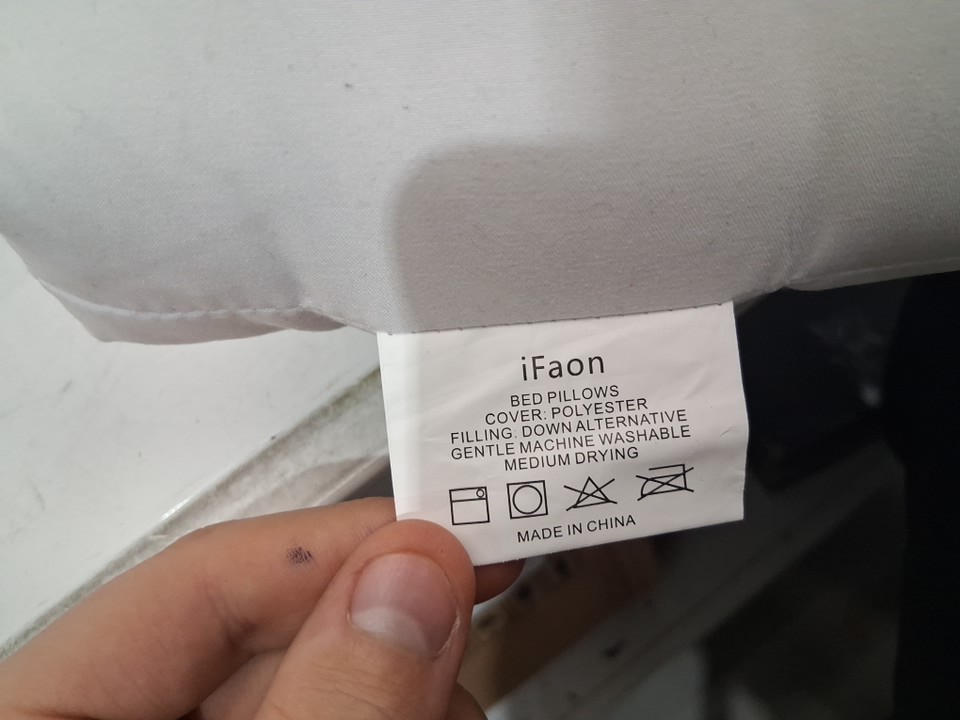 iFaon
BED PILLOWS
COVER: POLYESTER
FILLING: DOWN ALTERNATIVE
GENTLE MACHINE WASHABLE
MEDIUM DRYING
MADE IN CHINA